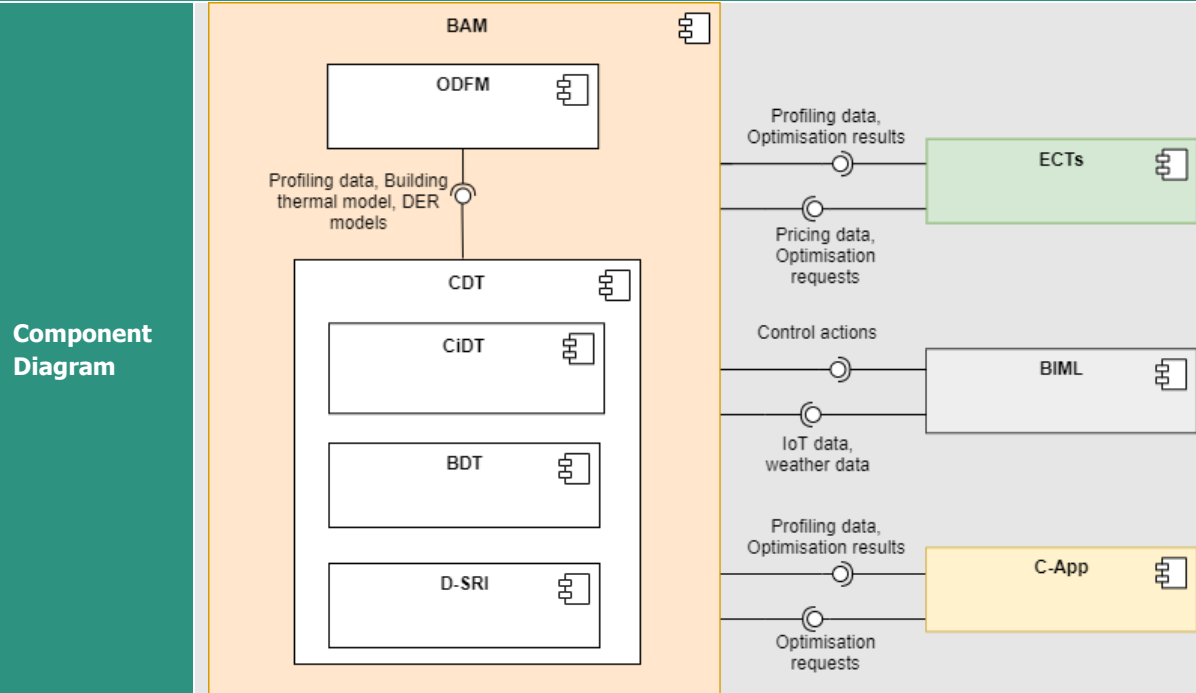 Component
Diagram
BAM
ODFM
Profiling data, Building
thermal model, DER
models
CDT
CiDT
BDT
D-SRI
Profiling data,
Optimisation results
ECTs
Pricing data,
Optimisation
requests
Control actions
BIML
IoT data,
weather data
Profiling data,
Optimisation results
C-App
Optimisation
requests